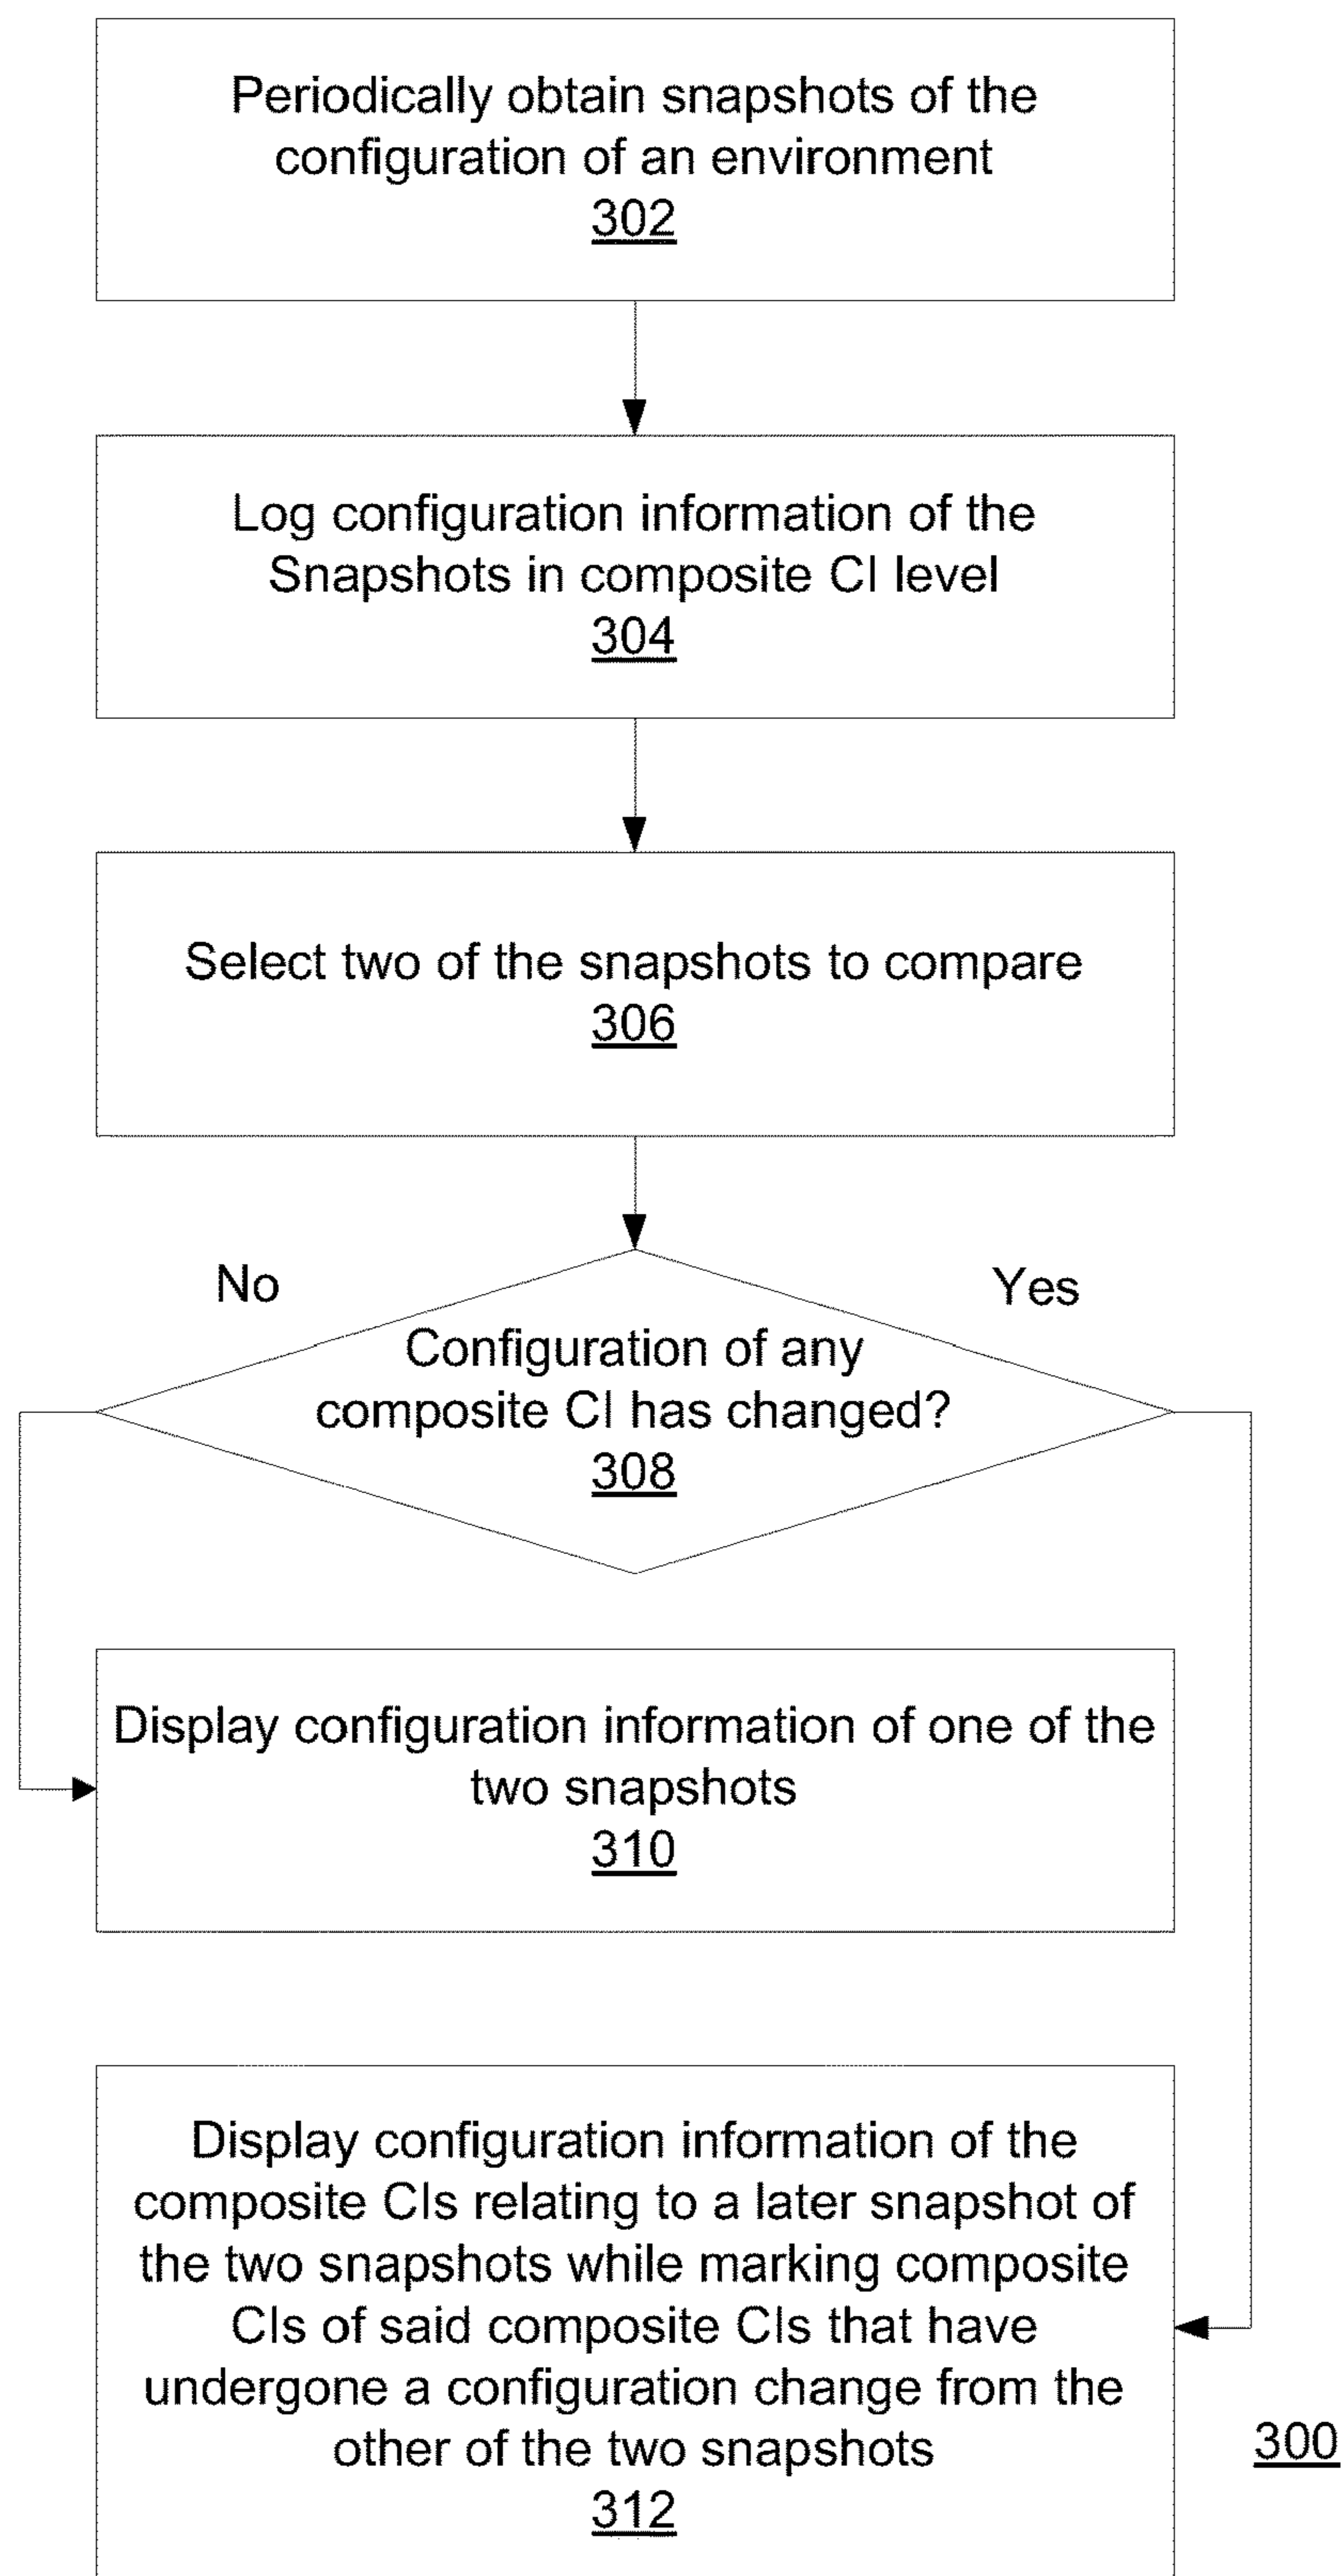 Periodically obtain snapshots of the
configuration of an environment
302
Log configuration information of the
Snapshots in composite CI level
304
Select two of the snapshots to compare
306
No
Yes
Configuration of any
composite CI has changed?
308
Display configuration information of one of the
two snapshots
310
Display configuration information of the
composite CIs relating to a later snapshot of
the two snapshots while marking composite
CIs of said composite CIs that have
undergone a configuration change from the
other of the two snapshots
312
300